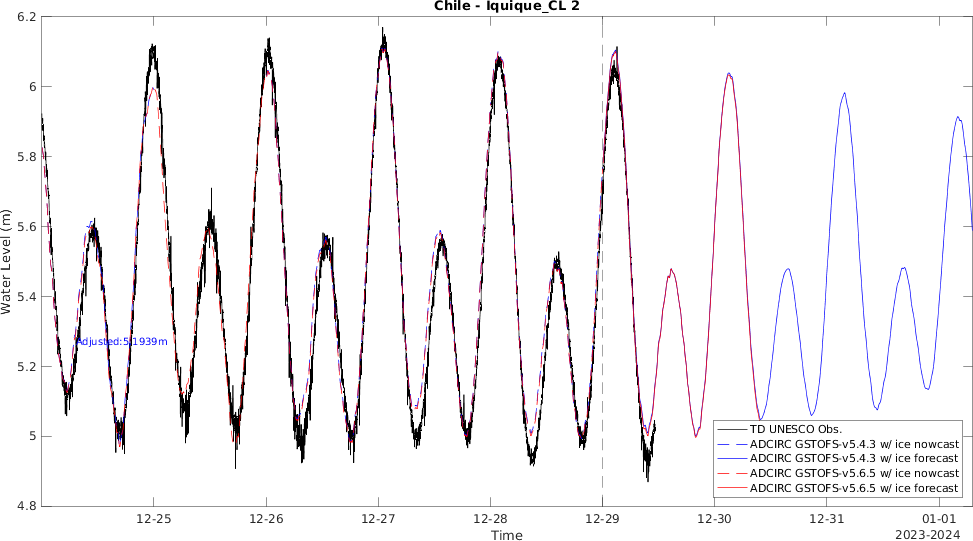 Chile - Iquique_CL 2
6.2
6
5.8
5.6
5.4
5.2
5
4.8
Water Level (m)
Adjusted:5.1939m
12-25
12-26
12-27
12-28
12-29
12-30
12-31
01-01
Time
2023-2024
TD UNESCO Obs.
ADCIRC GSTOFS-v5.4.3 w/ ice nowcast
ADCIRC GSTOFS-v5.4.3 w/ ice forecast
ADCIRC GSTOFS-v5.6.5 w/ ice nowcast
ADCIRC GSTOFS-v5.6.5 w/ ice forecast